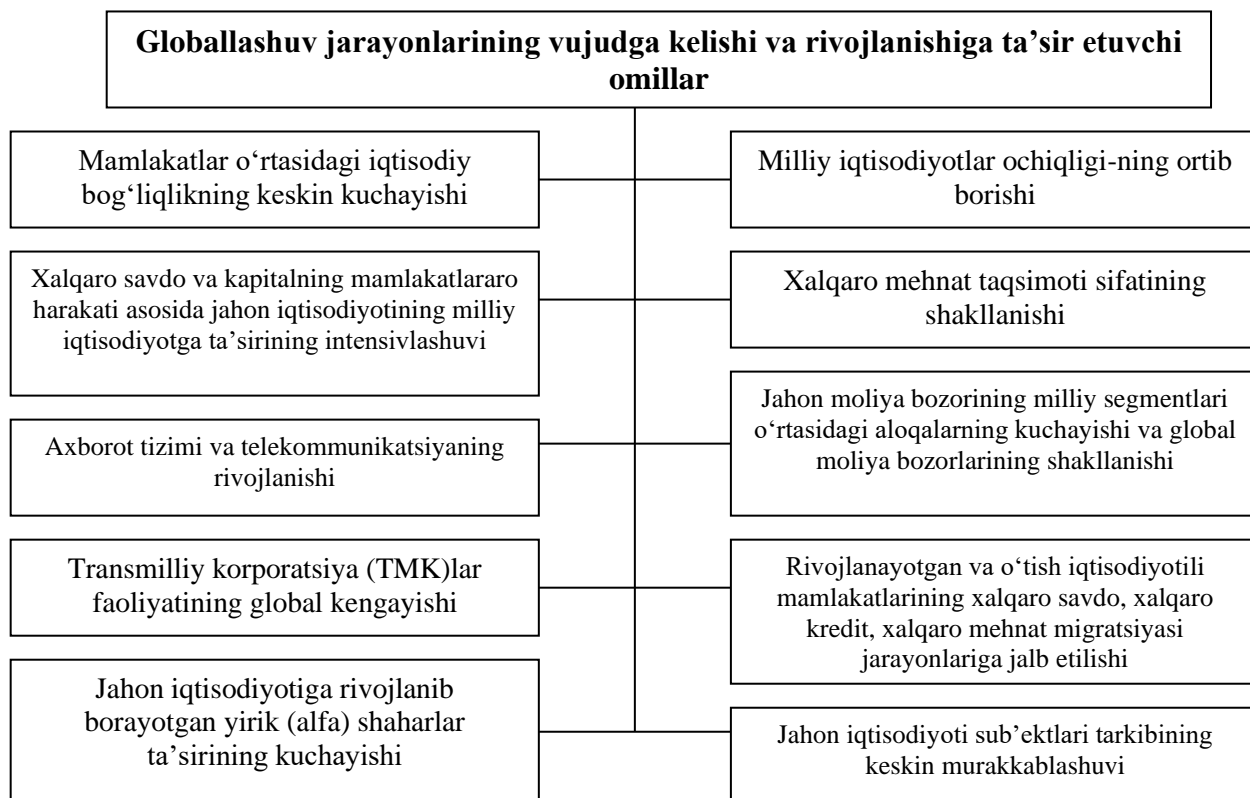 Globallashuv jarayonlarining vujudga kelishi va rivojlanishiga ta’sir etuvchi
omillar
Mamlakatlar o‘rtasidagi iqtisodiy
bog‘liqlikning keskin kuchayishi
Milliy iqtisodiyotlar ochiqligi-ning ortib
borishi
Xalqaro savdo va kapitalning mamlakatlararo
harakati asosida jahon iqtisodiyotining milliy
iqtisodiyotga ta’sirining intensivlashuvi
Xalqaro mehnat taqsimoti sifatining
shakllanishi
Axborot tizimi va telekommunikatsiyaning
rivojlanishi
Jahon moliya bozorining milliy segmentlari
o‘rtasidagi aloqalarning kuchayishi va global
moliya bozorlarining shakllanishi
Transmilliy korporatsiya (TMK)lar
faoliyatining global kengayishi
Rivojlanayotgan va o‘tish iqtisodiyotili
mamlakatlarining xalqaro savdo, xalqaro
kredit, xalqaro mehnat migratsiyasi
jarayonlariga jalb etilishi
Jahon iqtisodiyotiga rivojlanib
borayotgan yirik (alfa) shaharlar
ta’sirining kuchayishi
Jahon iqtisodiyoti sub’ektlari tarkibining
keskin murakkablashuvi